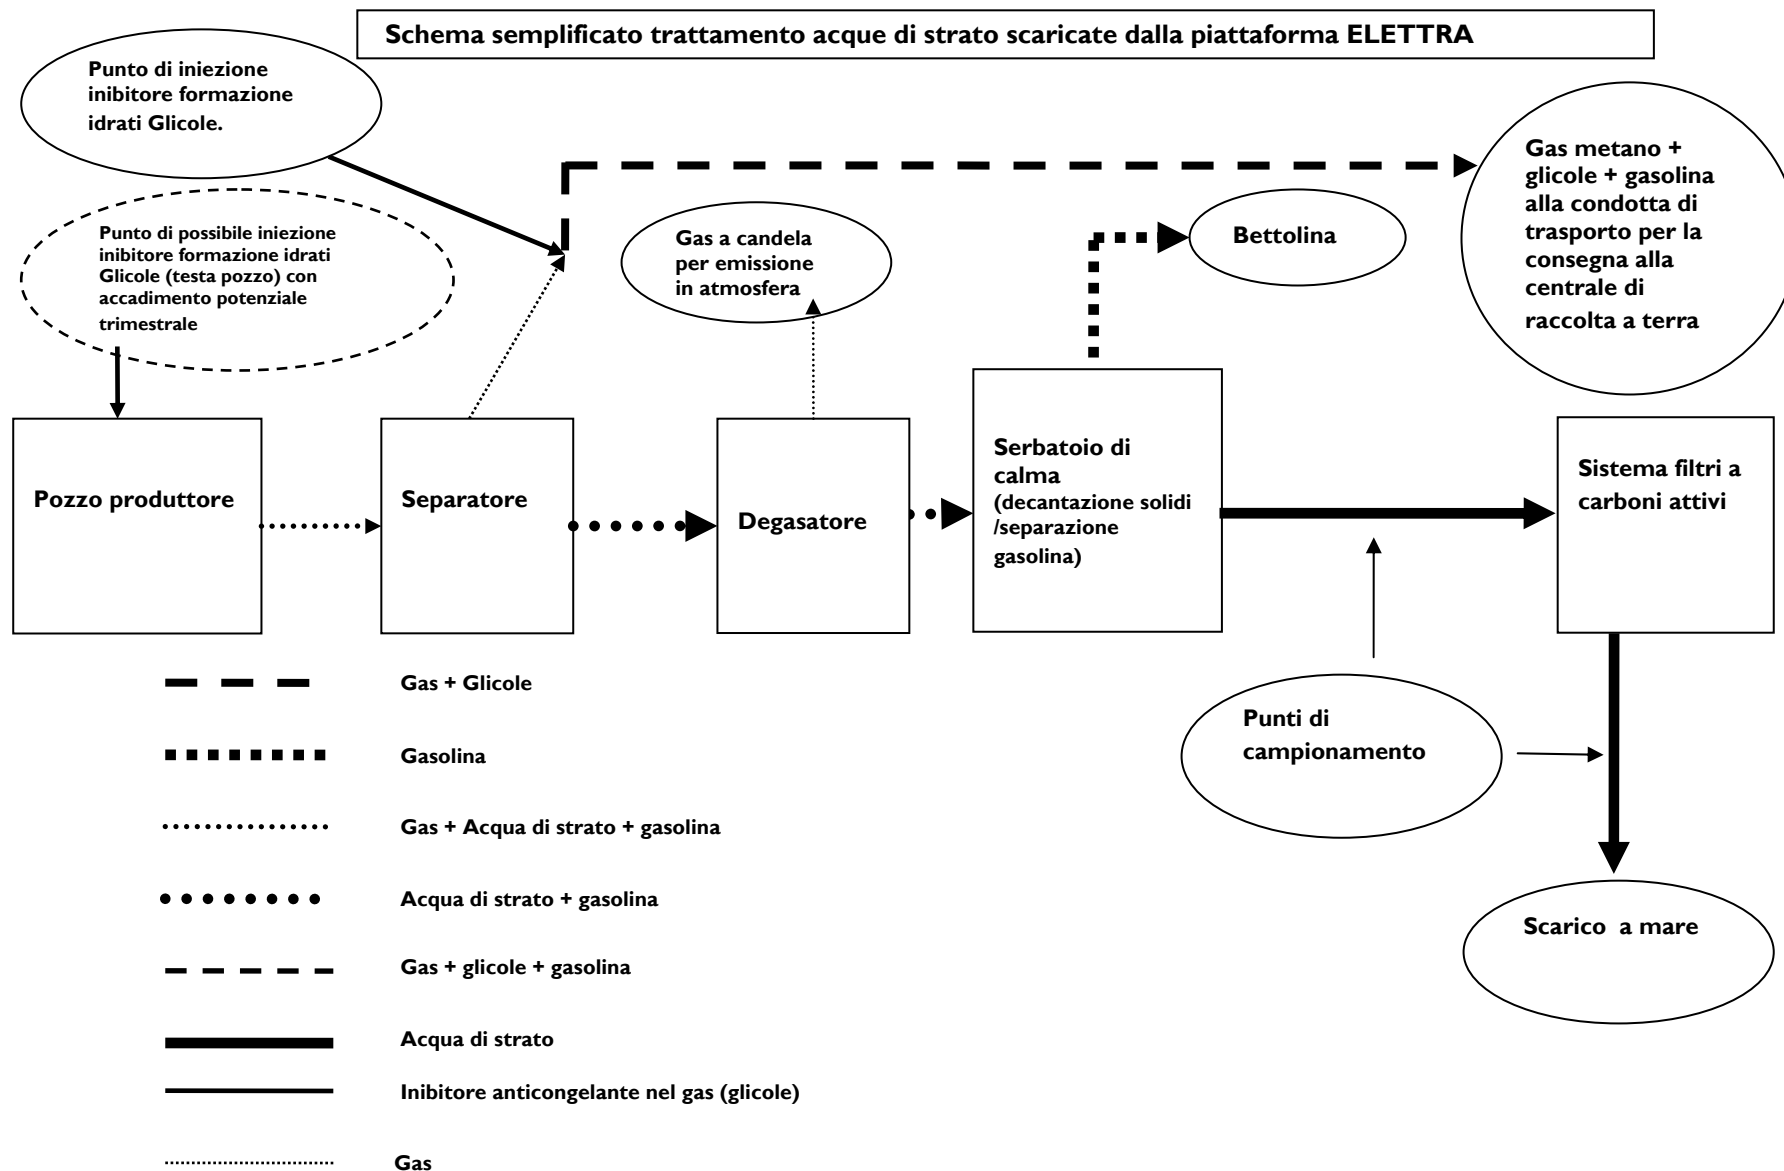 Schema semplificato trattamento acque di strato scaricate dalla piattaforma ELETTRA
Punto di iniezione
inibitore formazione
idrati Glicole.
Punto di possibile iniezione
inibitore formazione idrati
Glicole (testa pozzo) con
accadimento potenziale
trimestrale
Gas a candela
per emissione
in atmosfera
Bettolina
Gas metano +
glicole + gasolina
alla condotta di
trasporto per la
consegna alla
centrale di
raccolta a terra
Pozzo produttore
Separatore
Degasatore
Serbatoio di
calma
(decantazione solidi
/separazione
gasolina)
Sistema filtri a
carboni attivi
Punti di
campionamento
Scarico a mare
Gas + Glicole
Gasolina
Gas + Acqua di strato + gasolina
Acqua di strato + gasolina
Gas + glicole + gasolina
Acqua di strato
Inibitore anticongelante nel gas (glicole)
Gas